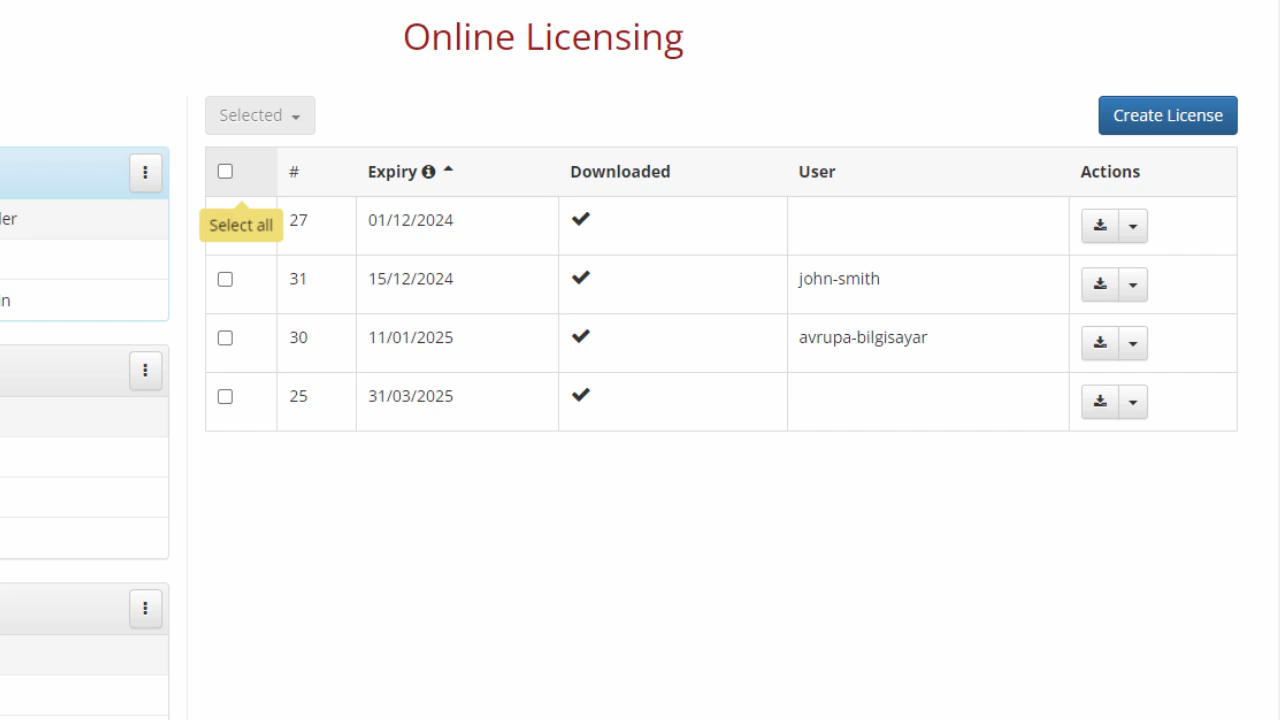 Online Licensing
Selected
Create License
# Expiry Downloaded User Actions
Select all
27 01/12/2024
31 15/12/2024 john-smith
30 11/01/2025 avrupa-bilgisayar
25 31/03/2025